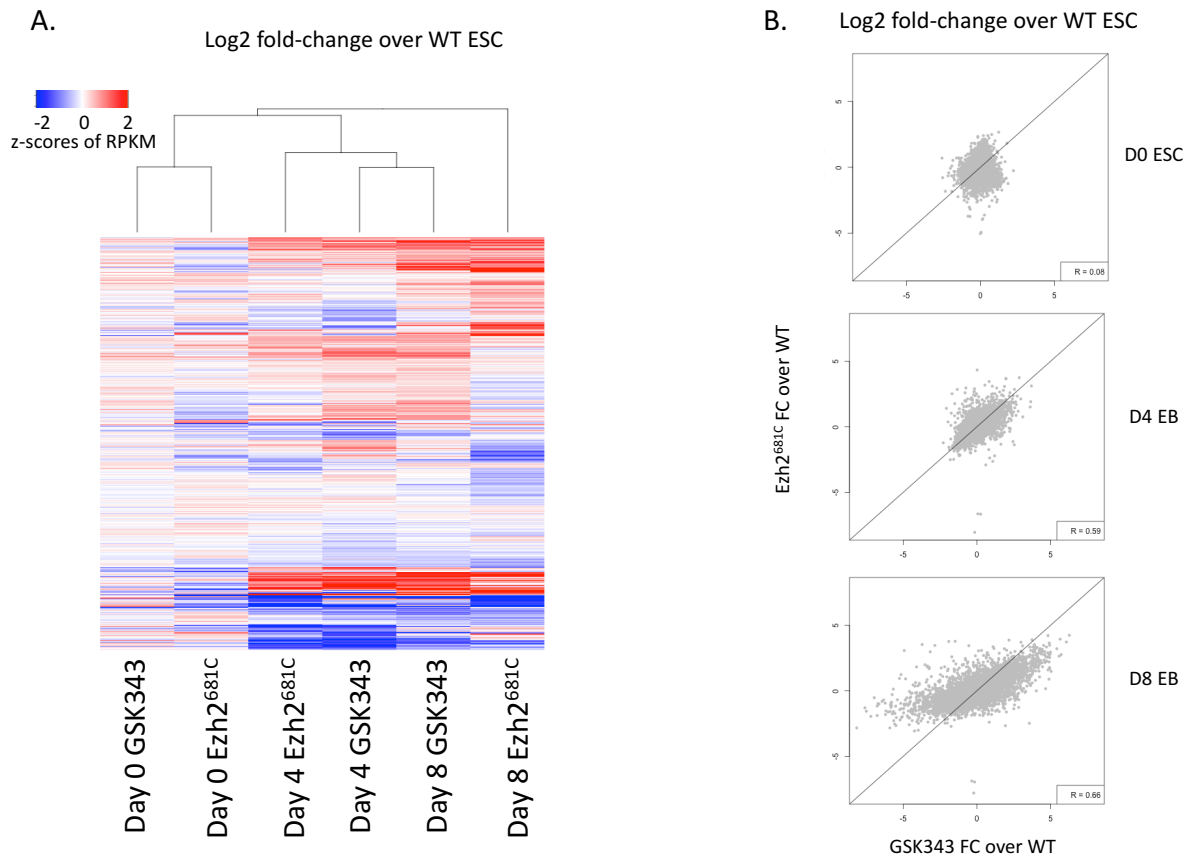 A.
Log2 fold-change over WT ESC
-2 0 2
z-scores of RPKM
Day 0 GSK343
Day 0 Ezh2681C
Day 4 Ezh2681C
Day 4 GSK343
Day 8 GSK343
Day 8 Ezh2681C
B.
Log2 fold-change over WT ESC
5
0
-5
-5 0 5
R = 0.08
D0 ESC
5
0
-5
-5 0 5
R = 0.59
D4 EB
Ezh2681C FC over WT
5
0
-5
-5 0 5
R = 0.66
D8 EB
GSK343 FC over WT